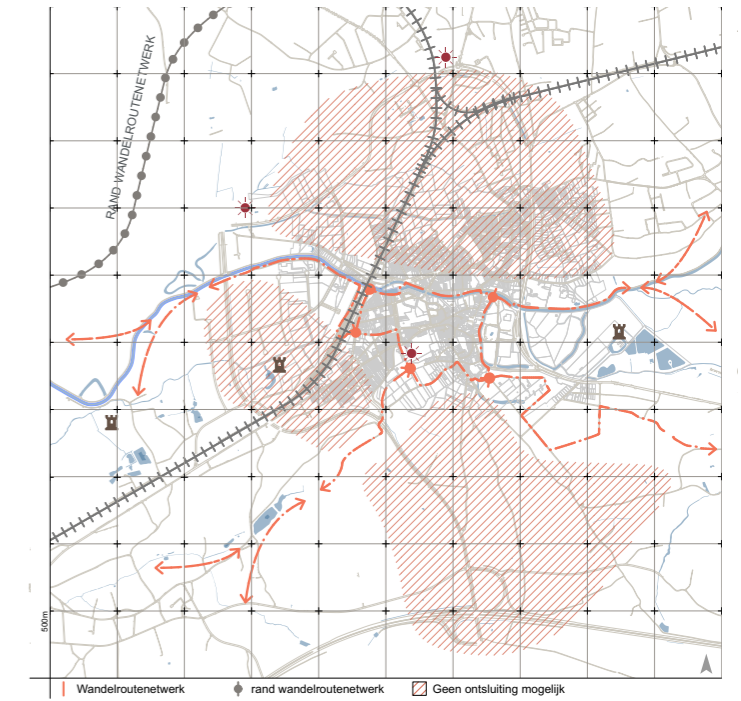 RAND WANDELROUTENETWERK
500m
Wandelroutenetwerk
rand wandelroutenetwerk
Geen ontsluiting mogelijk